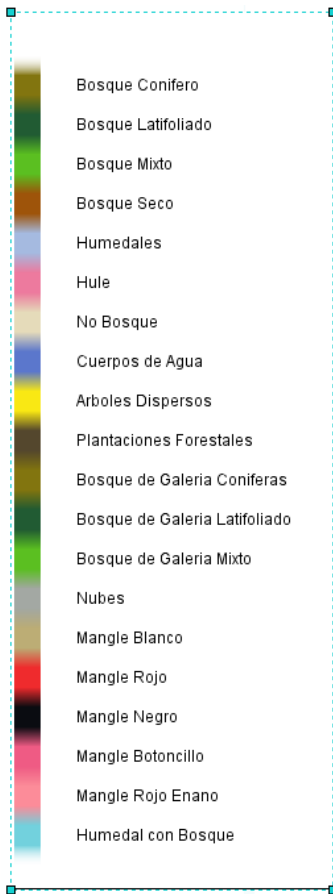 Bosque Conifero
Bosque Latifoliado
Bosque Mixto
Bosque Seco
Humedales
Hule
No Bosque
Cuerpos de Agua
Arboles Dispersos
Plantaciones Forestales
Bosque de Galeria Coniferas
Bosque de Galeria Latifoliado
Bosque de Galeria Mixto
Nubes
Mangle Blanco
Mangle Rojo
Mangle Negro
Mangle Botoncillo
Mangle Rojo Enano
Humedal con Bosque